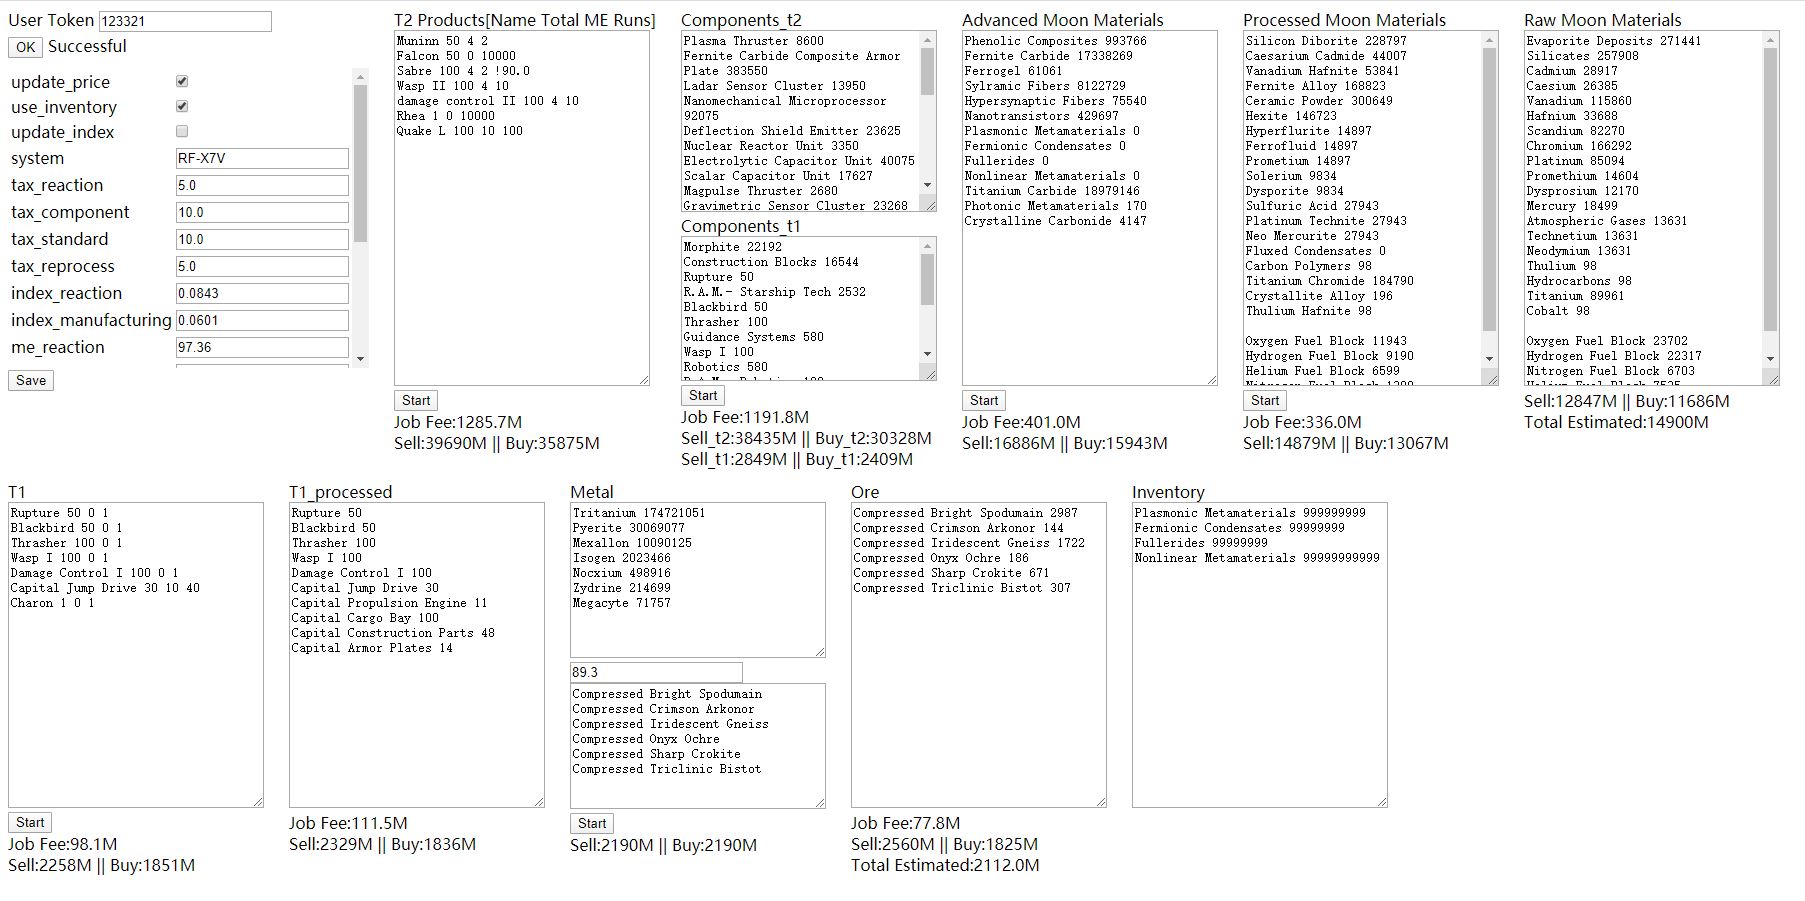 User Token 123321
OK Successful
update_price
use_inventory
update_index
system RF-X7V
tax_reaction 5.0
tax_component 10.0
tax_standard 10.0
tax_reprocess 5.0
index_reaction 0.0843
index_manufacturing 0.0601
me_reaction 97.36
Save
T2 Products[Name Total ME Runs]
Muninn 50 4 2
Falcon 50 0 10000
Sabre 100 4 2 !90.0
Wasp II 100 4 10
damage control II 100 4 10
Rhea 1 0 10000
Quake L 100 10 100
Start
Job Fee:1285.7M
Sell:39690M || Buy:35875M
Components_t2
Plasma Thruster 8600
Fernite Carbide Composite Armor
Plate 383550
Ladar Sensor Cluster 13950
Nanomechanical Microprocessor
92075
Deflection Shield Emitter 23625
Nuclear Reactor Unit 3350
Electrolytic Capacitor Unit 40075
Scalar Capacitor Unit 17627
Magpulse Thruster 2680
Gravimetric Sensor Cluster 23268
Components_t1
Morphite 22192
Construction Blocks 16544
Rupture 50
R.A.M.- Starship Tech 2532
Blackbird 50
Thrasher 100
Guidance Systems 580
Wasp I 100
Robotics 580
Start
Job Fee:1191.8M
Sell_t2:38435M || Buy_t2:30328M
Sell_t1:2849M || Buy_t1:2409M
Advanced Moon Materials
Phenolic Composites 993766
Fernite Carbide 17338269
Ferrogel 61061
Sylramic Fibers 8122729
Hypersynaptic Fibers 75540
Nanotransistors 429697
Plasmonic Metamaterials 0
Fermionic Condensates 0
Fullerides 0
Nonlinear Metamaterials 0
Titanium Carbide 18979146
Photonic Metamaterials 170
Crystalline Carbonide 4147
Start
Job Fee:401.0M
Sell:16886M || Buy:15943M
Processed Moon Materials
Silicon Diborite 228797
Caesarium Cadmide 44007
Vanadium Hafnite 53841
Fernite Alloy 168823
Ceramic Powder 300649
Hexite 146723
Hyperflurite 14897
Ferrofluid 14897
Prometium 14897
Solerium 9834
Dysporite 9834
Sulfuric Acid 27943
Platinum Technite 27943
Neo Mercurite 27943
Fluxed Condensates 0
Carbon Polymers 98
Titanium Chromide 184790
Crystallite Alloy 196
Thulium Hafnite 98
Oxygen Fuel Block 11943
Hydrogen Fuel Block 9190
Helium Fuel Block 6599
Start
Job Fee:336.0M
Sell:14879M || Buy:13067M
Raw Moon Materials
Evaporite Deposits 271441
Silicates 257908
Cadmium 28917
Caesium 26385
Vanadium 115860
Hafnium 33688
Scandium 82270
Chromium 166292
Platinum 85094
Promethium 14604
Dysprosium 12170
Mercury 18499
Atmospheric Gases 13631
Technetium 13631
Neodymium 13631
Thulium 98
Hydrocarbons 98
Titanium 89961
Cobalt 98
Oxygen Fuel Block 23702
Hydrogen Fuel Block 22317
Nitrogen Fuel Block 6703
Sell:12847M || Buy:11686M
Total Estimated:14900M
T1
Rupture 50 0 1
Blackbird 50 0 1
Thrasher 100 0 1
Wasp I 100 0 1
Damage Control I 100 0 1
Capital Jump Drive 30 10 40
Charon 1 0 1
Start
Job Fee:98.1M
Sell:2258M || Buy:1851M
T1_processed
Rupture 50
Blackbird 50
Thrasher 100
Wasp I 100
Damage Control I 100
Capital Jump Drive 30
Capital Propulsion Engine 11
Capital Cargo Bay 100
Capital Construction Parts 48
Capital Armor Plates 14
Job Fee:111.5M
Sell:2329M || Buy:1836M
Metal
Tritanium 174721051
Pyerite 30069077
Mexallon 10090125
Isogen 2023466
Nocxium 498916
Zydrine 214699
Megacyte 71757
89.3
Compressed Bright Spodumain
Compressed Crimson Arkonor
Compressed Iridescent Gneiss
Compressed Onyx Ochre
Compressed Sharp Crokite
Compressed Triclinic Bistot
Start
Sell:2190M || Buy:2190M
Ore
Compressed Bright Spodumain 2987
Compressed Crimson Arkonor 144
Compressed Iridescent Gneiss 1722
Compressed Onyx Ochre 186
Compressed Sharp Crokite 671
Compressed Triclinic Bistot 307
Job Fee:77.8M
Sell:2560M || Buy:1825M
Total Estimated:2112.0M
Inventory
Plasmonic Metamaterials 999999999
Fermionic Condensates 99999999
Fullerides 99999999
Nonlinear Metamaterials 99999999999